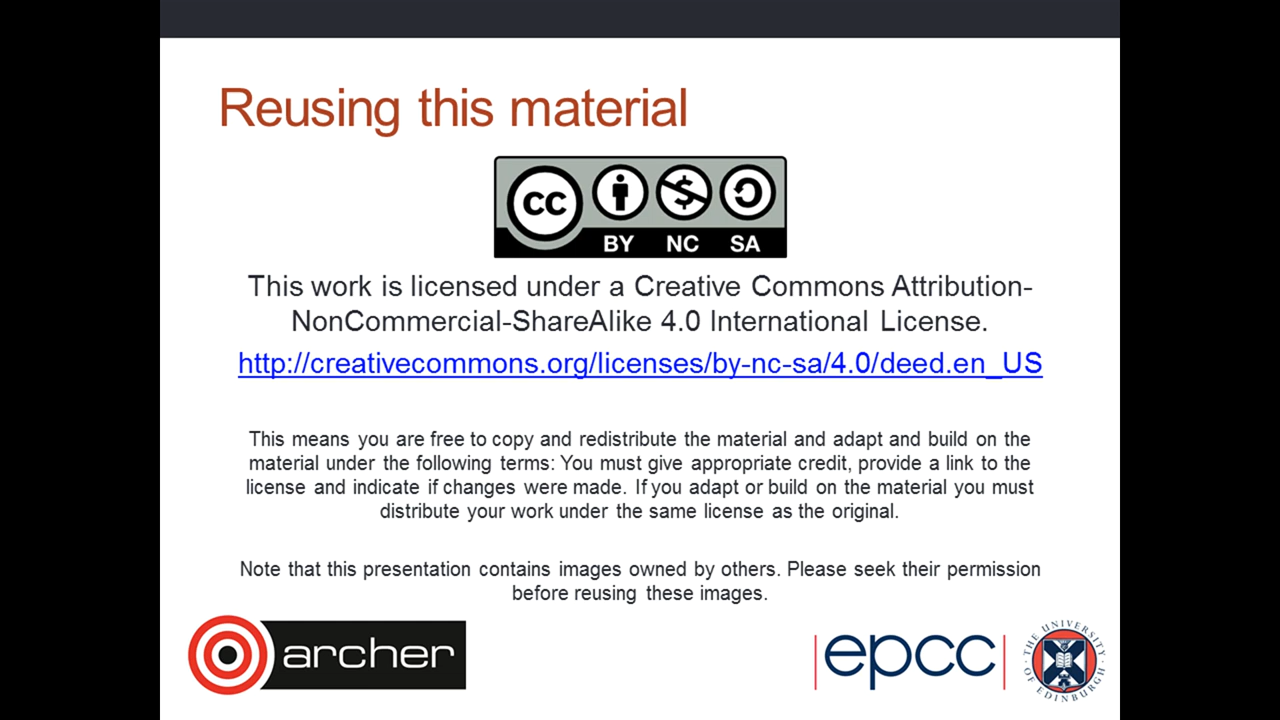 Reusing this material
CC
BY NC SA
This work is licensed under a Creative Commons Attribution-
NonCommercial-ShareAlike 4.0 International License.
http://creativecommons.org/licenses/by-nc-sa/4.0/deed.en_US
This means you are free to copy and redistribute the material and adapt and build on the
material under the following terms: You must give appropriate credit, provide a link to the
license and indicate if changes were made. If you adapt or build on the material you must
distribute your work under the same license as the original.
Note that this presentation contains images owned by others. Please seek their permission
before reusing these images.
archer
epcc
THE UNIVERSITY OF EDINBURGH